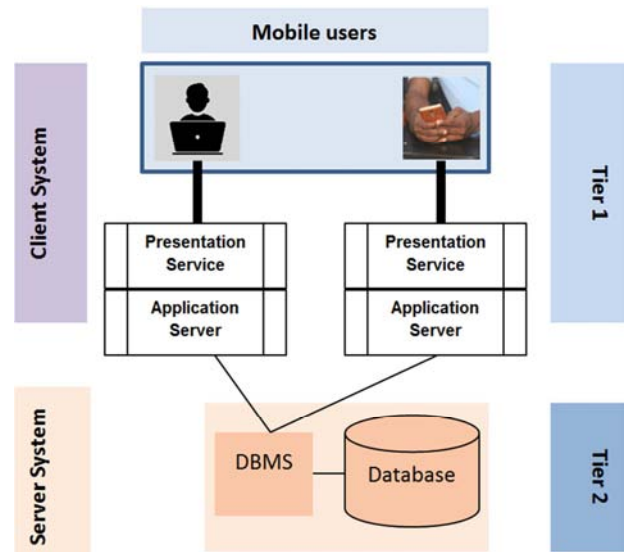 Mobile users
Client System
Tier 1
Presentation
Service
Presentation
Service
Application
Server
Application
Server
Server System
DBMS
Database
Tier 2